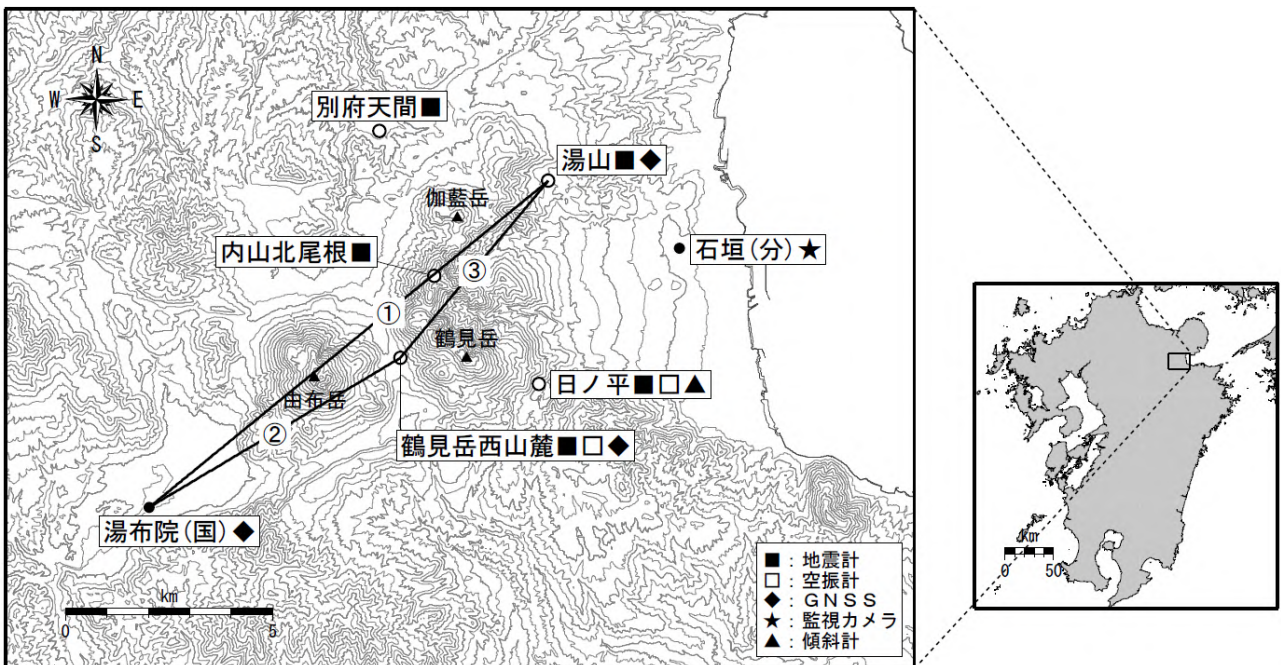 N
W E
S
別府天間■
湯山■◆
伽藍岳
内山北尾根■
石垣(分)★
③
①
鶴見岳
由布岳
日ノ平■□▲
②
鶴見岳西山麓■□◆
湯布院(国)◆
km
0 5
■:地震計
□:空振計
◆:GNSS
★:監視カメラ
▲:傾斜計
km
0 50